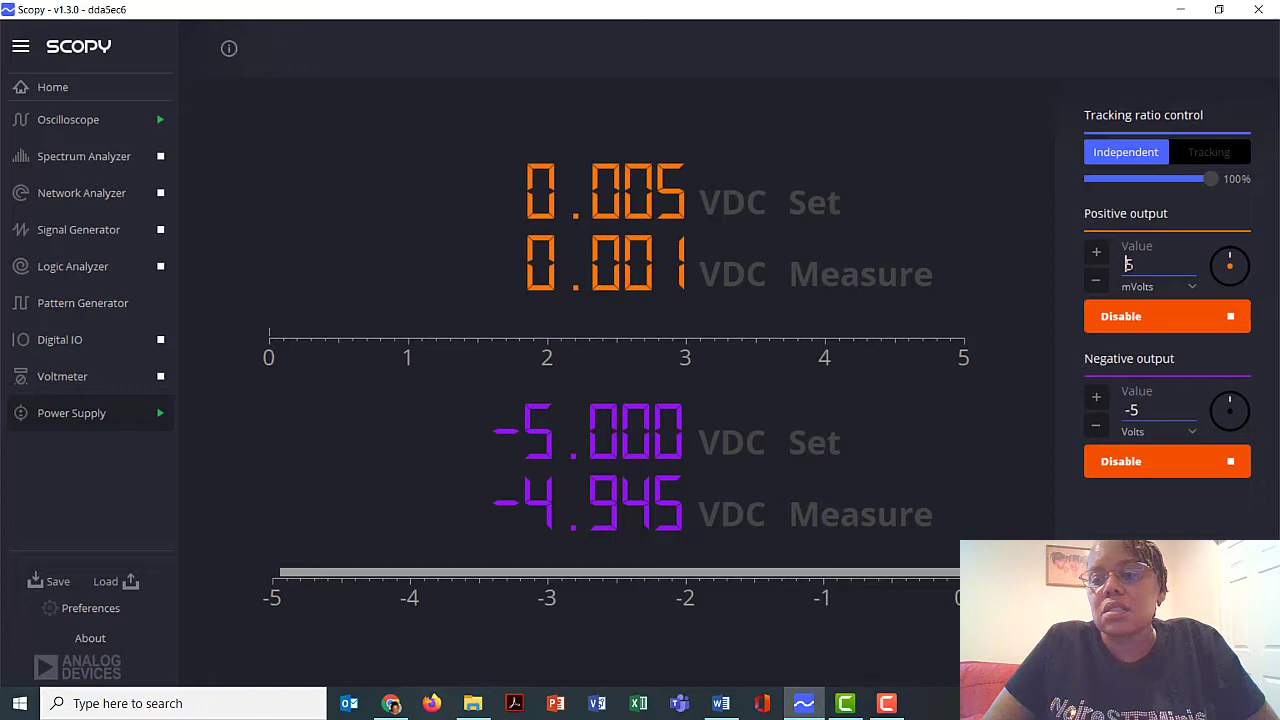 Scopy - v1.3.0 - dda5ec6
SCOPY
Home
Oscilloscope
Spectrum Analyzer
Network Analyzer
Signal Generator
Logic Analyzer
Pattern Generator
Digital IO
Voltmeter
Power Supply
Save
Load
Preferences
About
ANALOG
DEVICES
0.005 VDC Set
0.001 VDC Measure
0 1 2 3 4 5
-5.000 VDC Set
-4.945 VDC Measure
-5 -4 -3 -2 -1
Tracking ratio control
Independent Tracking
100%
Positive output
+ Value
5
- mVolts
Disable
Negative output
+ Value
-5
- Volts
Disable
Type here to search